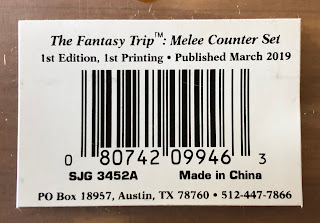 The Fantasy Trip™: Melee Counter Set
1st Edition, 1st Printing • Published March 2019
0 80742 09946 3
SJG 3452A Made in China
PO Box 18957, Austin, TX 78760 • 512-447-7866